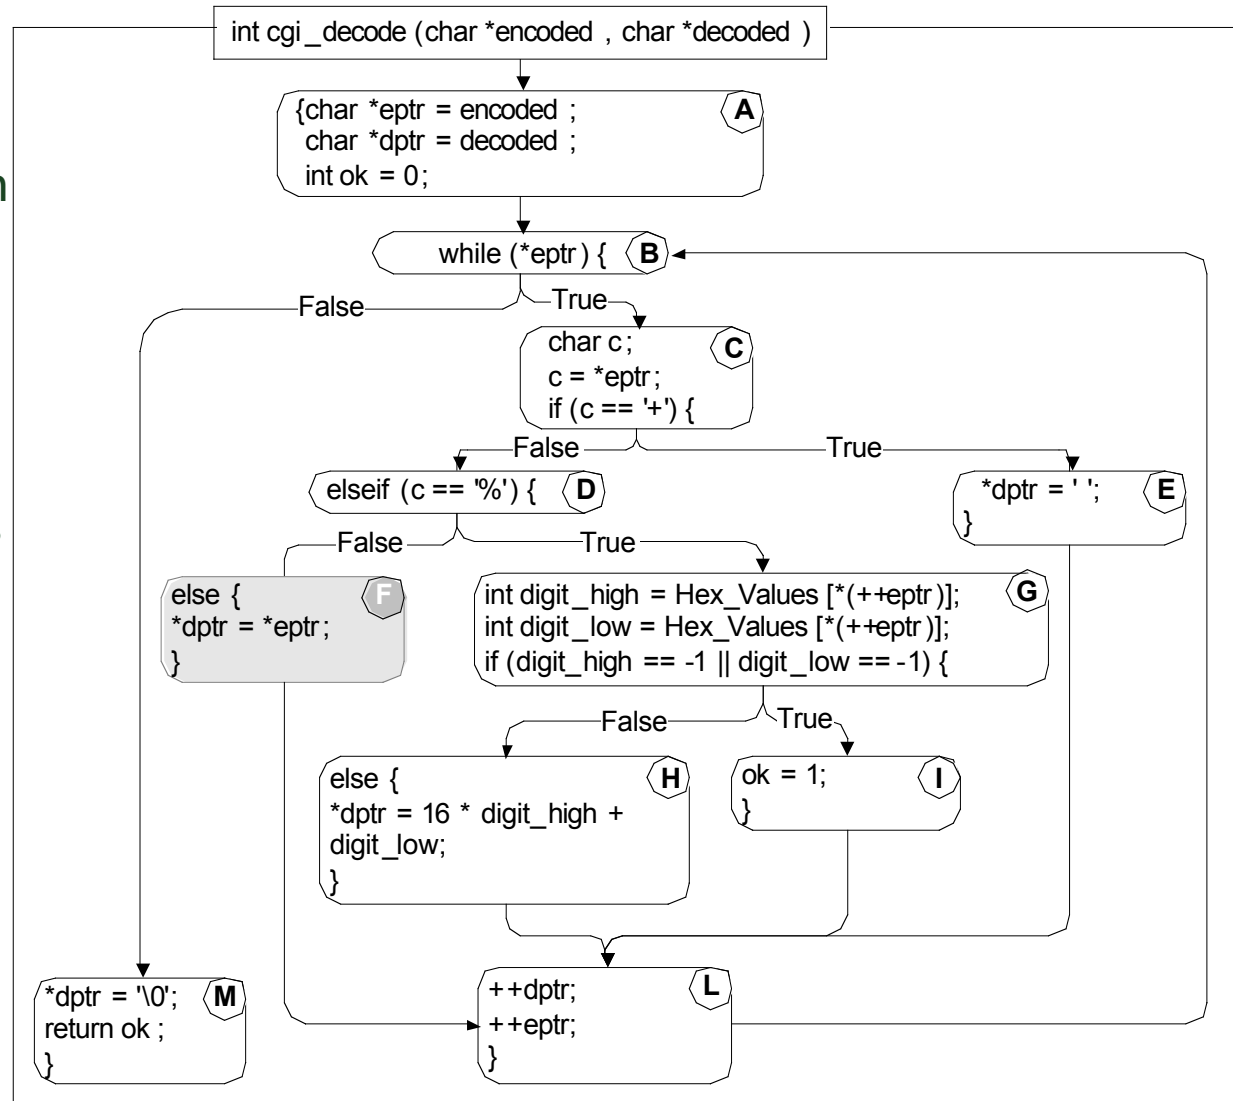 int cgi_decode (char *encoded , char *decoded )
{char *eptr = encoded ;
char *dptr = decoded ;
int ok = 0;
A
while (*eptr) {
B
False
True
char c;
c = *eptr;
if (c == '+') {
C
False
True
elseif (c == '%') {
D
*dptr = ' ';
}
E
False
True
else {
*dptr = *eptr;
}
F
int digit_high = Hex_Values [*(++eptr)];
int digit_low = Hex_Values [*(++eptr)];
if (digit_high == -1 || digit_low == -1) {
G
False
True
else {
*dptr = 16 * digit_high +
digit_low;
}
H
ok = 1;
}
I
*dptr = '\0';
return ok ;
}
M
++dptr;
++eptr;
}
L